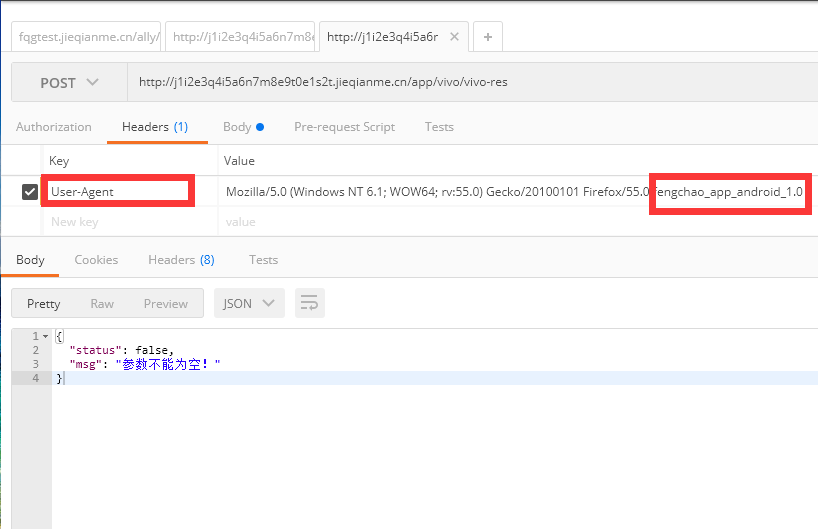 fqgtest.jieqianme.cn/ally/ http://j1i2e3q4i5a6n7m8e http://j1i2e3q4i5a6r ✕ +
POST http://j1i2e3q4i5a6n7m8e9t0e1s2t.jieqianme.cn/app/vivo/vivo-res
Authorization Headers (1) Body Pre-request Script Tests
Key Value
User-Agent Mozilla/5.0 (Windows NT 6.1; WOW64; rv:55.0) Gecko/20100101 Firefox/55.0 fengchao_app_android_1.0
New key value
Body Cookies Headers (8) Tests
Pretty Raw Preview JSON
1 {
2 "status": false,
3 "msg": "参数不能为空！"
4 }